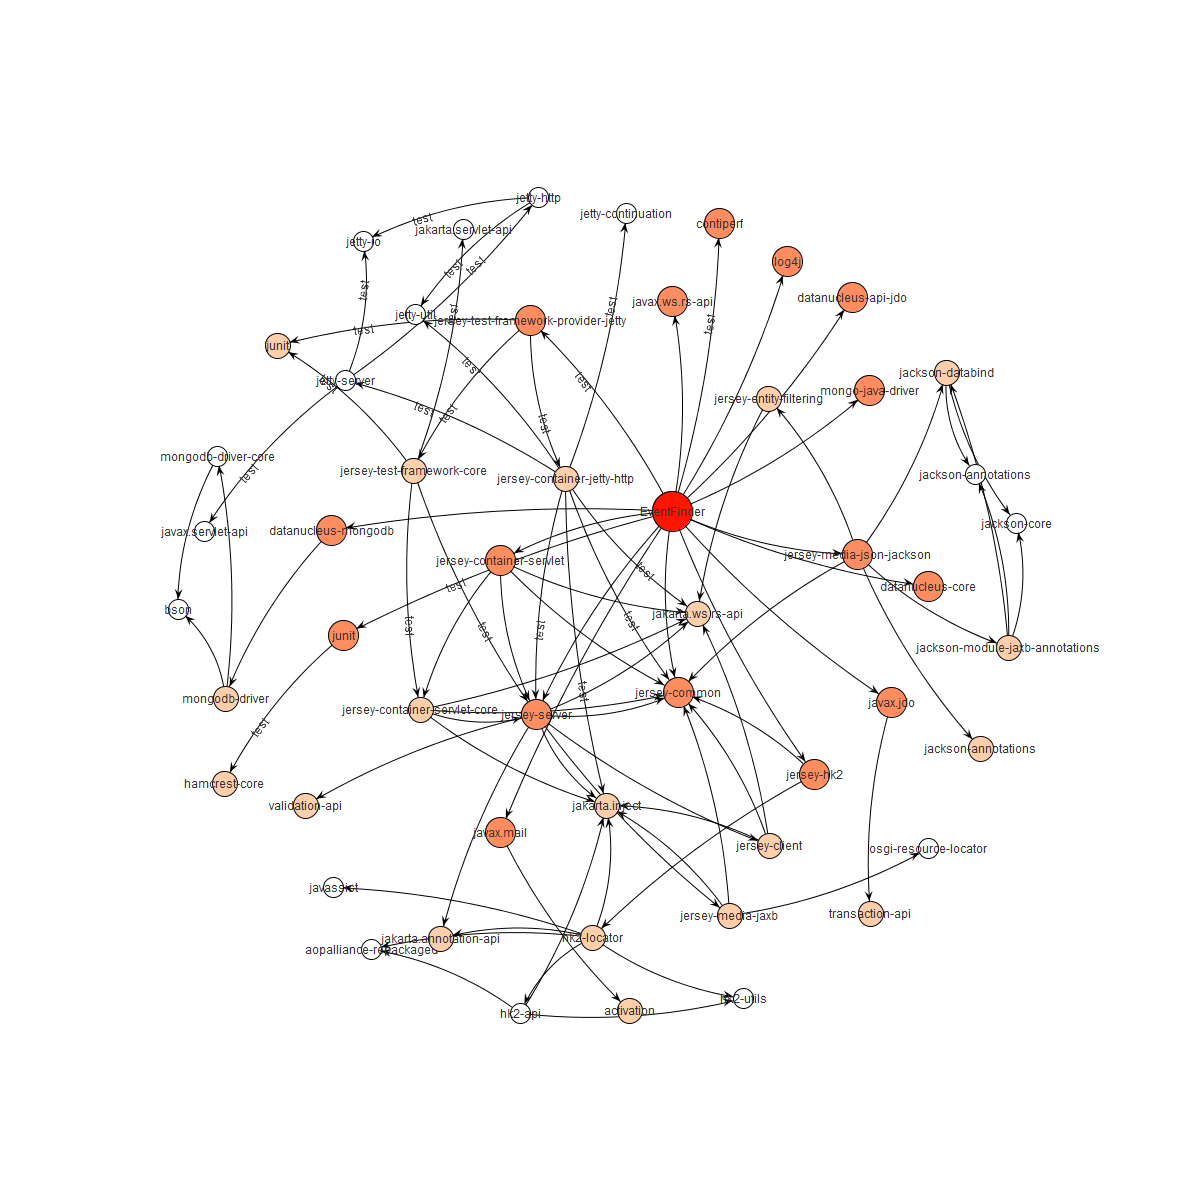 jetty-http
jetty-continuation
test
jakarta.servlet-api
contiperf
jetty-io
test
test
log4j
test
datanucleus-api-jdo
javax.ws.rs-api
test
test
jetty-util
jersey-test-framework-provider-jetty
test
test
junit
test
jetty-server
test
test
test
jackson-databind
mongo-java-driver
jersey-entity-filtering
test
test
test
mongodb-driver-core
test
jersey-test-framework-core
jersey-container-jetty-http
jackson-annotations
EventFinder
jackson-core
javax.servlet-api
datanucleus-mongodb
jersey-container-servlet
jersey-media-json-jackson
test
test
datanucleus-core
bson
jakarta.ws.rs-api
junit
test
test
test
test
jackson-module-jaxb-annotations
mongodb-driver
test
jersey-common
jersey-container-servlet-core
jersey-server
javax.jdo
test
jackson-annotations
hamcrest-core
jersey-hk2
validation-api
jakarta.inject
javax.mail
jersey-client
osgi-resource-locator
javassist
jersey-media-jaxb
transaction-api
jakarta.annotation-api
hk2-locator
aopalliance-repackaged
hk2-utils
hk2-api
activation